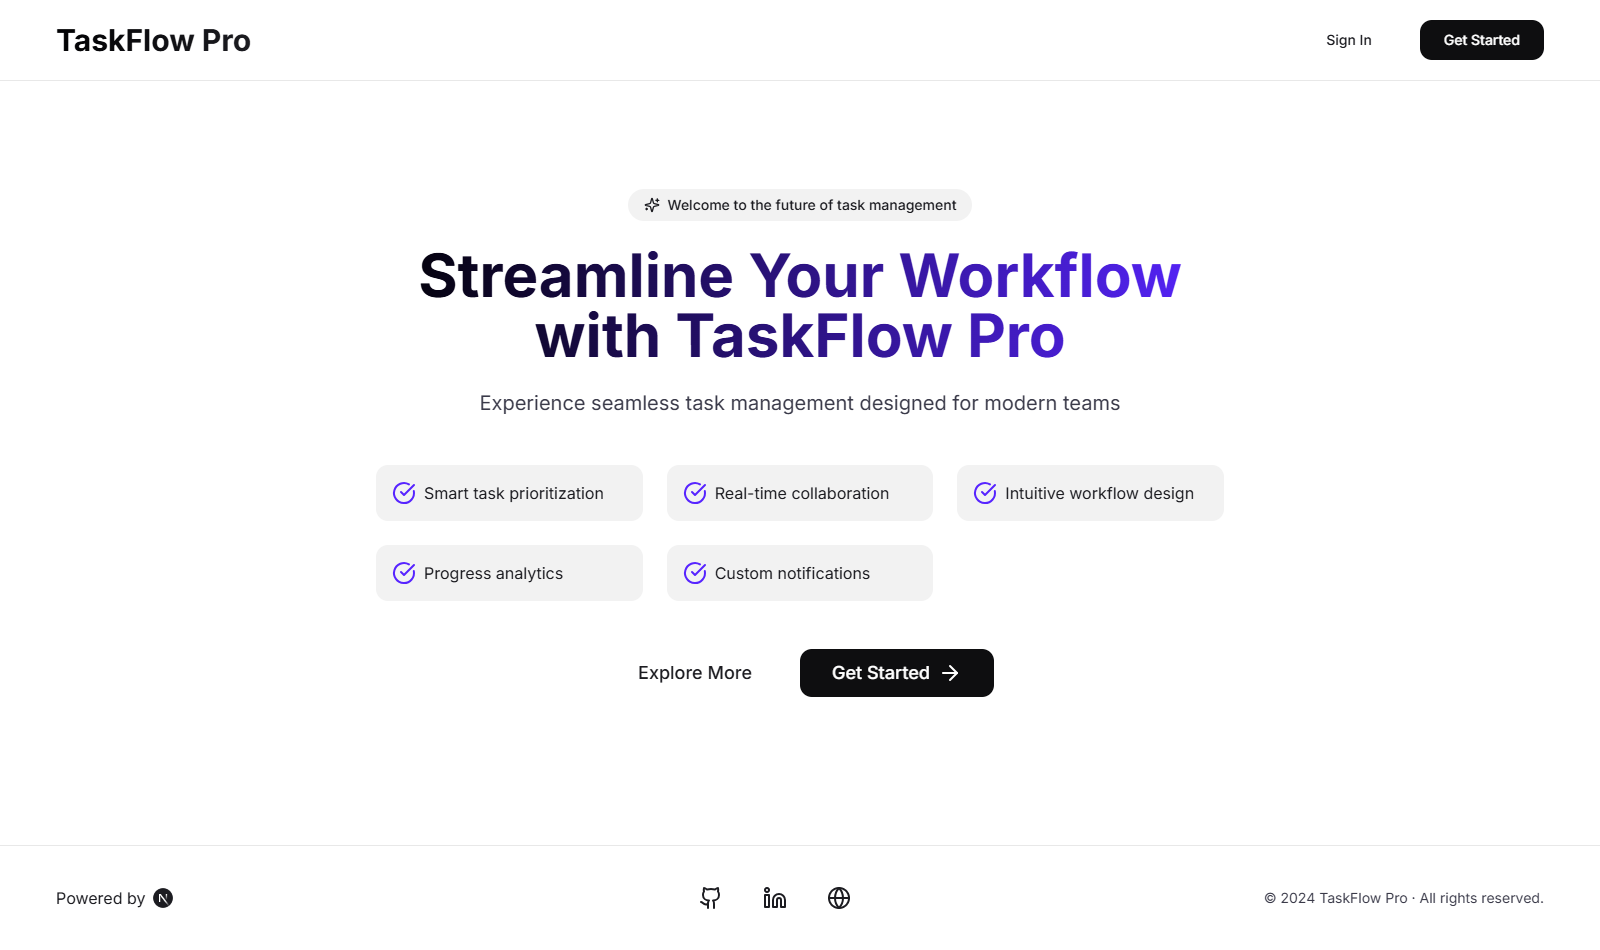 TaskFlow Pro
Sign In
Get Started
Welcome to the future of task management
Streamline Your Workflow
with TaskFlow Pro
Experience seamless task management designed for modern teams
Smart task prioritization
Real-time collaboration
Intuitive workflow design
Progress analytics
Custom notifications
Explore More
Get Started
Powered by N
© 2024 TaskFlow Pro · All rights reserved.